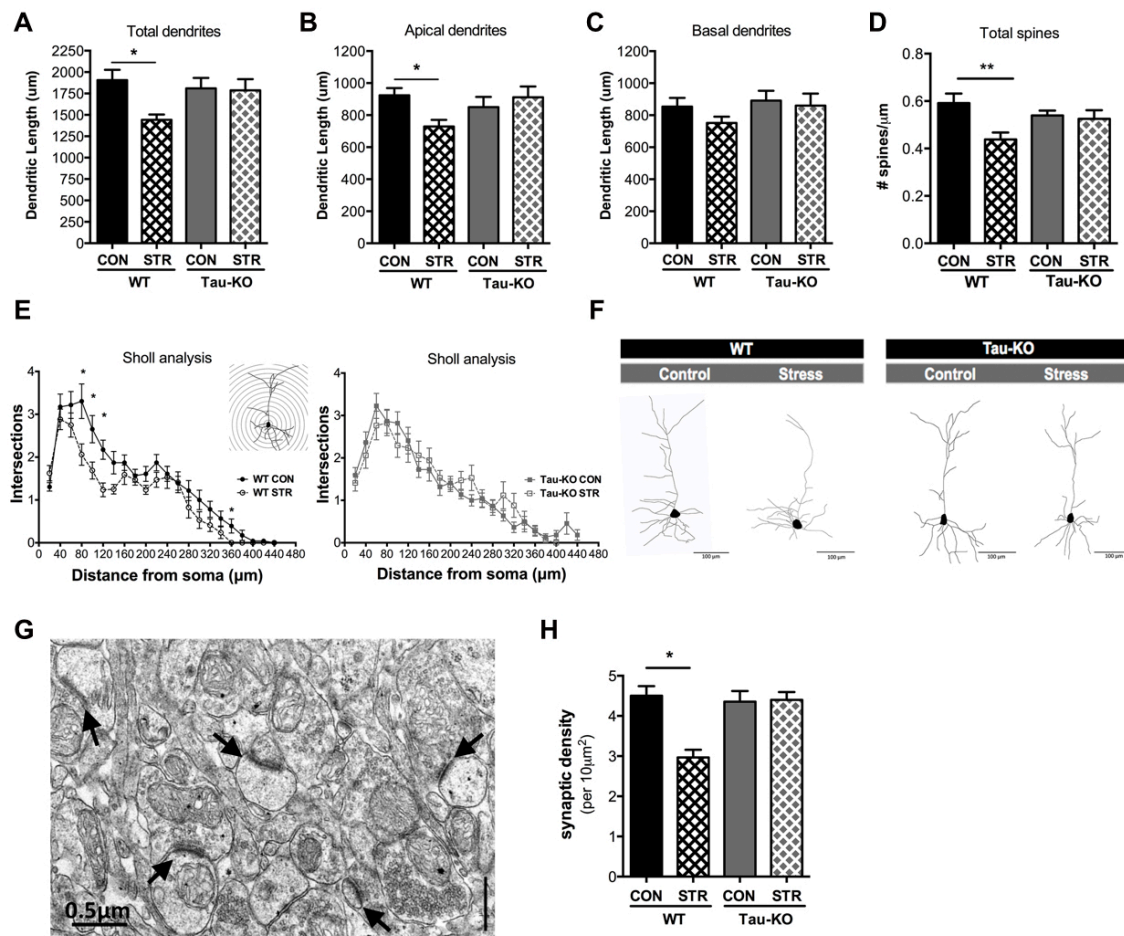 A
Total dendrites
Dendritic Length (um)
2250
2000
1750
1500
1250
1000
750
500
250
0
*
CON STR CON STR
WT Tau-KO
B
Apical dendrites
Dendritic Length (um)
1200
1000
800
600
400
200
0
*
CON STR CON STR
WT Tau-KO
C
Basal dendrites
Dendritic Length (um)
1200
1000
800
600
400
200
0
CON STR CON STR
WT Tau-KO
D
Total spines
# spines/μm
0.8
0.6
0.4
0.2
0.0
**
CON STR CON STR
WT Tau-KO
E
Sholl analysis
Intersections
4
3
2
1
0
* * * *
WT CON
WT STR
0 40 80 120 160 200 240 280 320 360 400 440 480
Distance from soma (μm)
Sholl analysis
Intersections
4
3
2
1
0
Tau-KO CON
Tau-KO STR
0 40 80 120 160 200 240 280 320 360 400 440 480
Distance from soma (μm)
F
WT Tau-KO
Control Stress Control Stress
100 μm 100 μm 100 μm 100 μm
G
0.5μm
H
synaptic density
(per 10μm²)
5
4
3
2
1
0
*
CON STR CON STR
WT Tau-KO